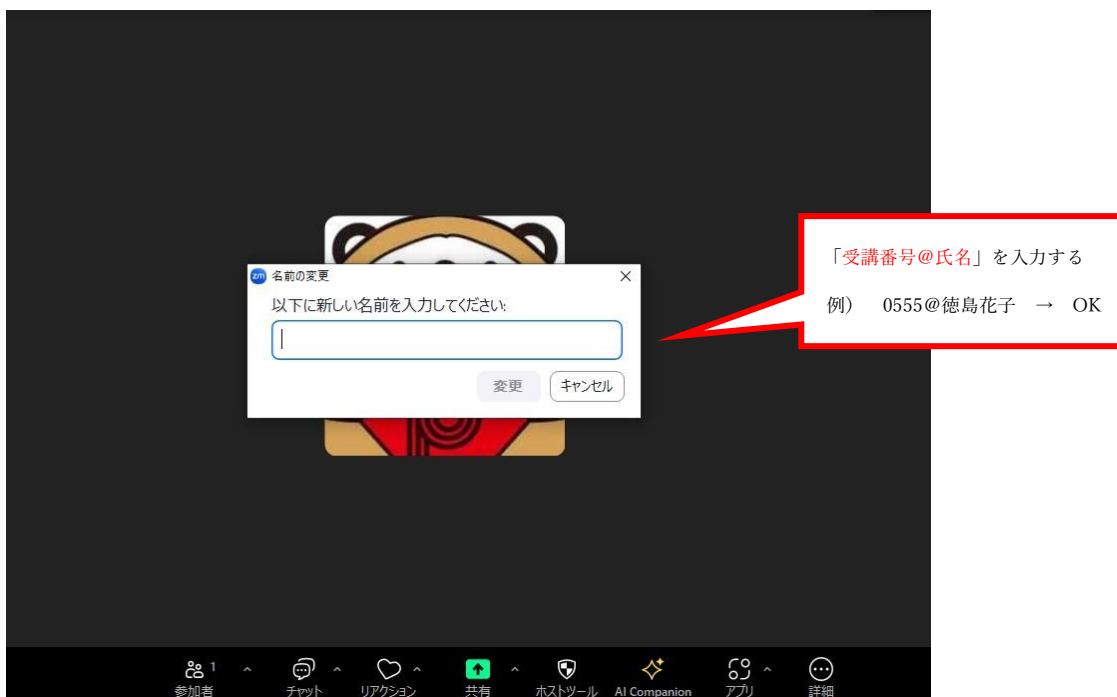 zm 名前の変更
以下に新しい名前を入力してください:
変更 キャンセル
「受講番号@氏名」を入力する
例） 0555@徳島花子 → OK
1
参加者 チャット リアクション 共有 ホストツール AI Companion アプリ 詳細